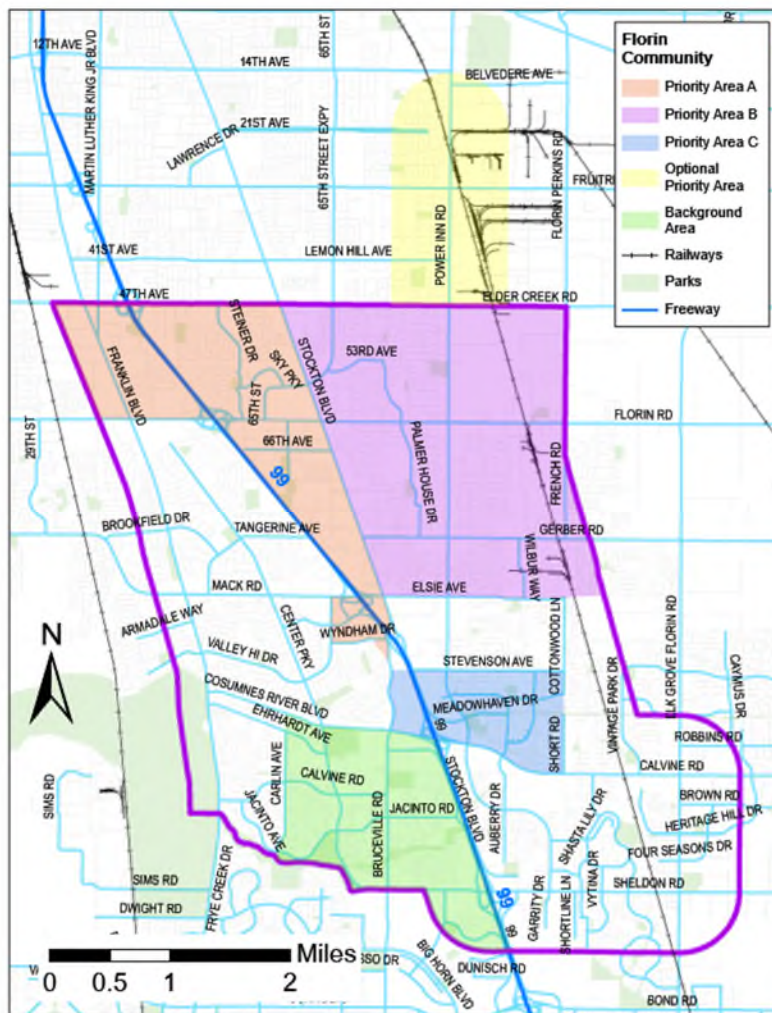 Florin
Community
Priority Area A
Priority Area B
Priority Area C
Optional
Priority Area
Background
Area
Railways
Parks
Freeway
12TH AVE
MARTIN LUTHER KING JR BLVD
65TH ST
14TH AVE
BELVEDERE AVE
21ST AVE
LAWRENCE DR
65TH STREET EXPY
FLORIN PERKINS RD
POWER INN RD
41ST AVE
LEMON HILL AVE
47TH AVE
ELDER CREEK RD
STEINER DR
SKY PKY
STOCKTON BLVD
53RD AVE
FRANKLIN BLVD
65TH ST
29TH ST
66TH AVE
FLORIN RD
PALMER HOUSE DR
FRENCH RD
99
BROOKFIELD DR
TANGERINE AVE
GERBER RD
WILBUR WAY
MACK RD
ELSIE AVE
ARMADALE WAY
CENTER PKY
WYNDHAM DR
COTTONWOOD LN
VALLEY HI DR
STEVENSON AVE
ELK GROVE FLORIN RD
CAYMUS DR
VINTAGE PARK DR
COSUMNES RIVER BLVD
MEADOWHAVEN DR
EHRHARDT AVE
99
SHORT RD
ROBBINS RD
CARLIN AVE
CALVINE RD
STOCKTON BLVD
CALVINE RD
SIMS RD
JACINTO AVE
BRUCEVILLE RD
JACINTO RD
AUBERRY DR
SHASTA LILY DR
BROWN RD
HERITAGE HILL DR
FOUR SEASONS DR
SIMS RD
FRYE CREEK DR
SHELDON RD
DWIGHT RD
99
GARRITY DR
SHORTLINE LN
VYTINA DR
99
BIG HORN BLVD
DUNISCH RD
BOND RD
N
Miles
0 0.5 1 2